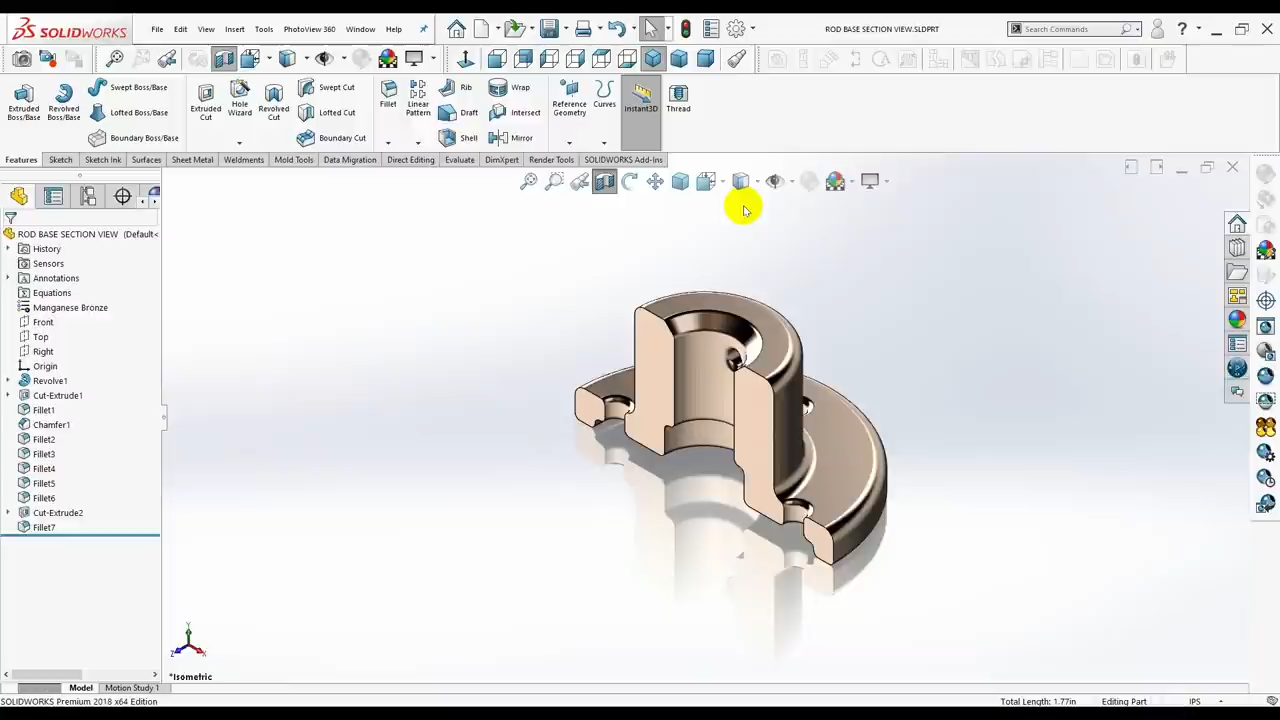 SOLIDWORKS
File
Edit
View
Insert
Tools
PhotoView 360
Window
Help
ROD BASE SECTION VIEW.SLDPRT
Search Commands
?
Extruded Boss/Base
Revolved Boss/Base
Swept Boss/Base
Lofted Boss/Base
Boundary Boss/Base
Extruded Cut
Hole Wizard
Revolved Cut
Swept Cut
Lofted Cut
Boundary Cut
Fillet
Linear Pattern
Rib
Draft
Shell
Wrap
Intersect
Mirror
Reference Geometry
Curves
Instant3D
Thread
Features
Sketch
Sketch Ink
Surfaces
Sheet Metal
Weldments
Mold Tools
Data Migration
Direct Editing
Evaluate
DimXpert
Render Tools
SOLIDWORKS Add-Ins
ROD BASE SECTION VIEW (Default<
History
Sensors
Annotations
Equations
Manganese Bronze
Front
Top
Right
Origin
Revolve1
Cut-Extrude1
Fillet1
Chamfer1
Fillet2
Fillet3
Fillet4
Fillet5
Fillet6
Cut-Extrude2
Fillet7
Y
Z
X
*Isometric
Model
Motion Study 1
SOLIDWORKS Premium 2018 x64 Edition
Total Length: 1.77in
Editing Part
IPS